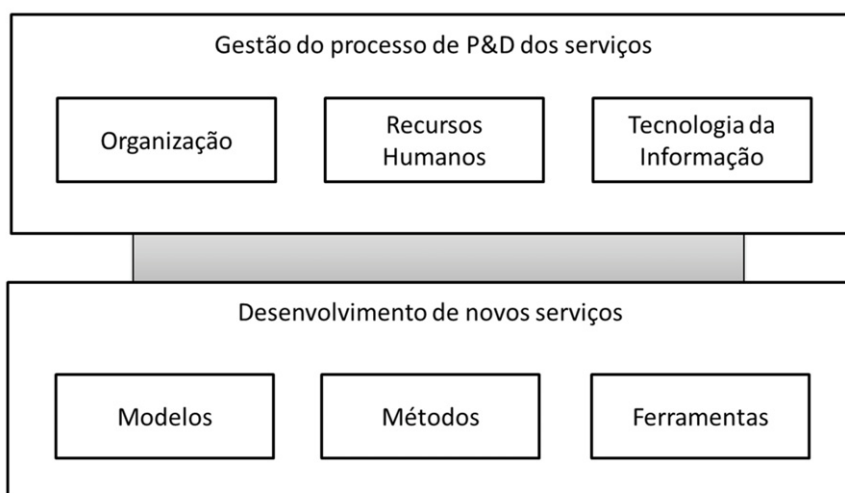 Gestão do processo de P&D dos serviços
Organização
Recursos
Humanos
Tecnologia da
Informação
Desenvolvimento de novos serviços
Modelos
Métodos
Ferramentas